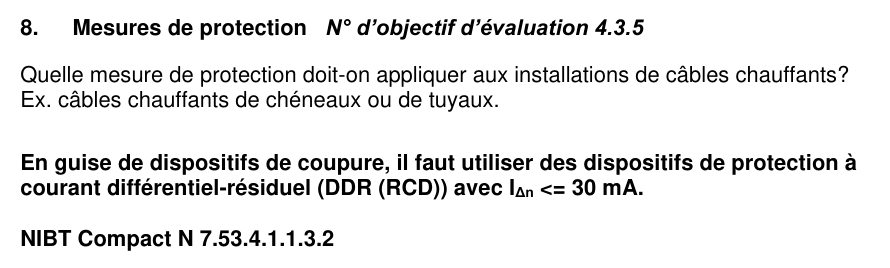 8. Mesures de protection N° d’objectif d’évaluation 4.3.5
Quelle mesure de protection doit-on appliquer aux installations de câbles chauffants?
Ex. câbles chauffants de chéneaux ou de tuyaux.
En guise de dispositifs de coupure, il faut utiliser des dispositifs de protection à
courant différentiel-résiduel (DDR (RCD)) avec I∆n <= 30 mA.
NIBT Compact N 7.53.4.1.1.3.2